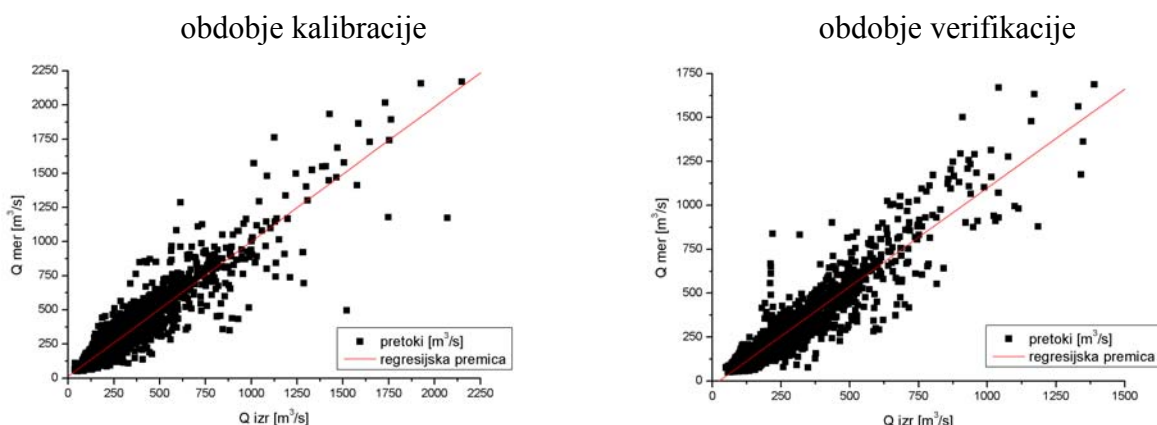 obdobje kalibracije
2250
2000
1750
1500
1250
1000
750
500
250
0
Q mer [m³/s]
0 250 500 750 1000 1250 1500 1750 2000 2250
Q izr [m³/s]
pretoki [m³/s]
regresijska premica
obdobje verifikacije
1750
1500
1250
1000
750
500
250
0
Q mer [m³/s]
0 250 500 750 1000 1250 1500
Q izr [m³/s]
pretoki [m³/s]
regresijska premica